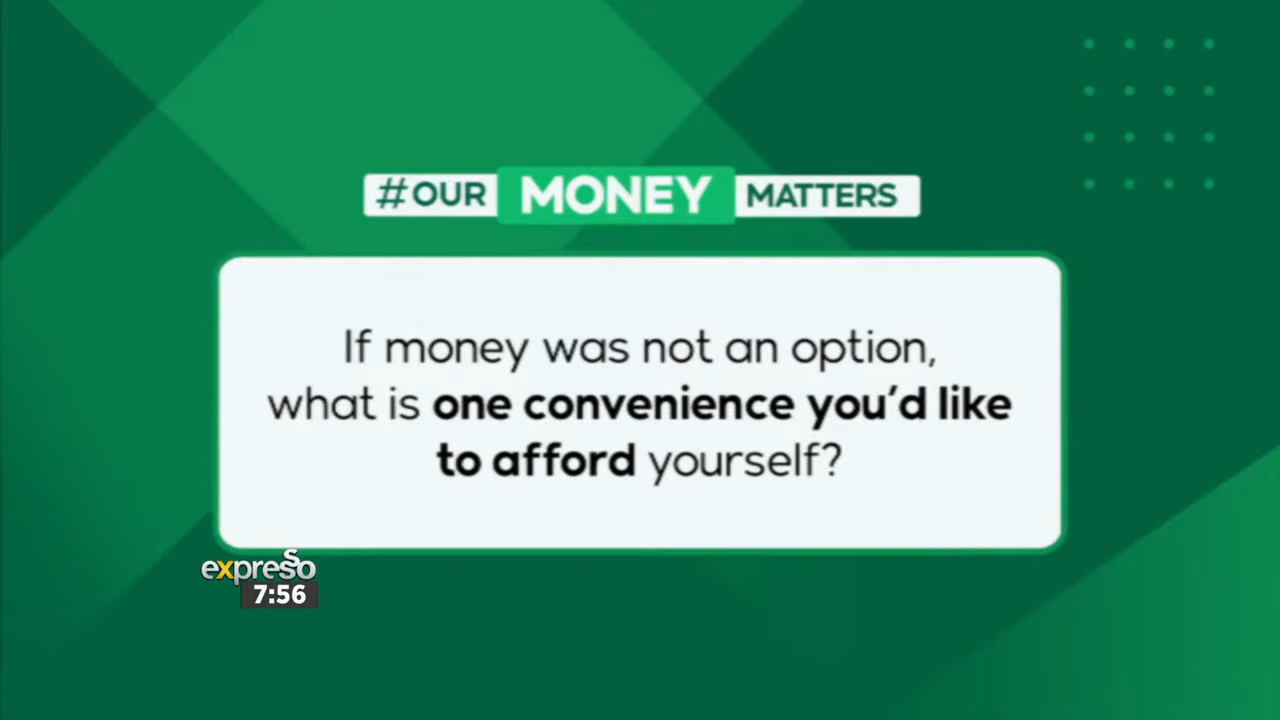 #OUR MONEY MATTERS
If money was not an option,
what is one convenience you'd like
to afford yourself?
expresso
7:56